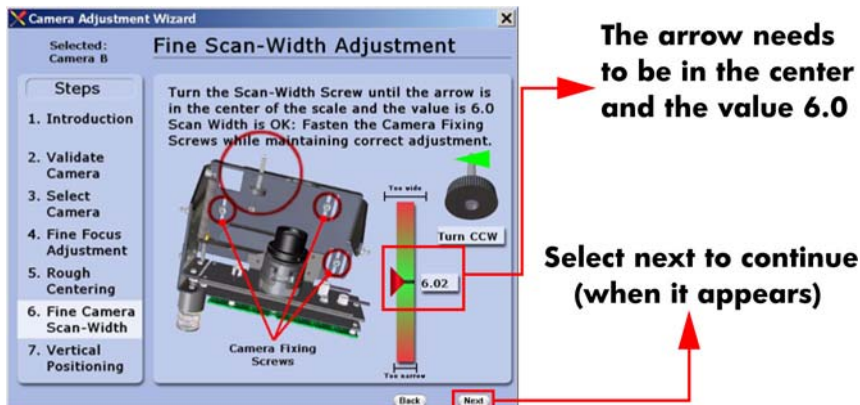 Camera Adjustment Wizard
Selected:
Camera B
Fine Scan-Width Adjustment
Steps
1. Introduction
2. Validate
Camera
3. Select
Camera
4. Fine Focus
Adjustment
5. Rough
Centering
6. Fine Camera
Scan-Width
7. Vertical
Positioning
Turn the Scan-Width Screw until the arrow is
in the center of the scale and the value is 6.0
Scan Width is OK: Fasten the Camera Fixing
Screws while maintaining correct adjustment.
Too wide
Turn CCW
6.02
Camera Fixing
Screws
Too narrow
Back
Next
The arrow needs
to be in the center
and the value 6.0
Select next to continue
(when it appears)